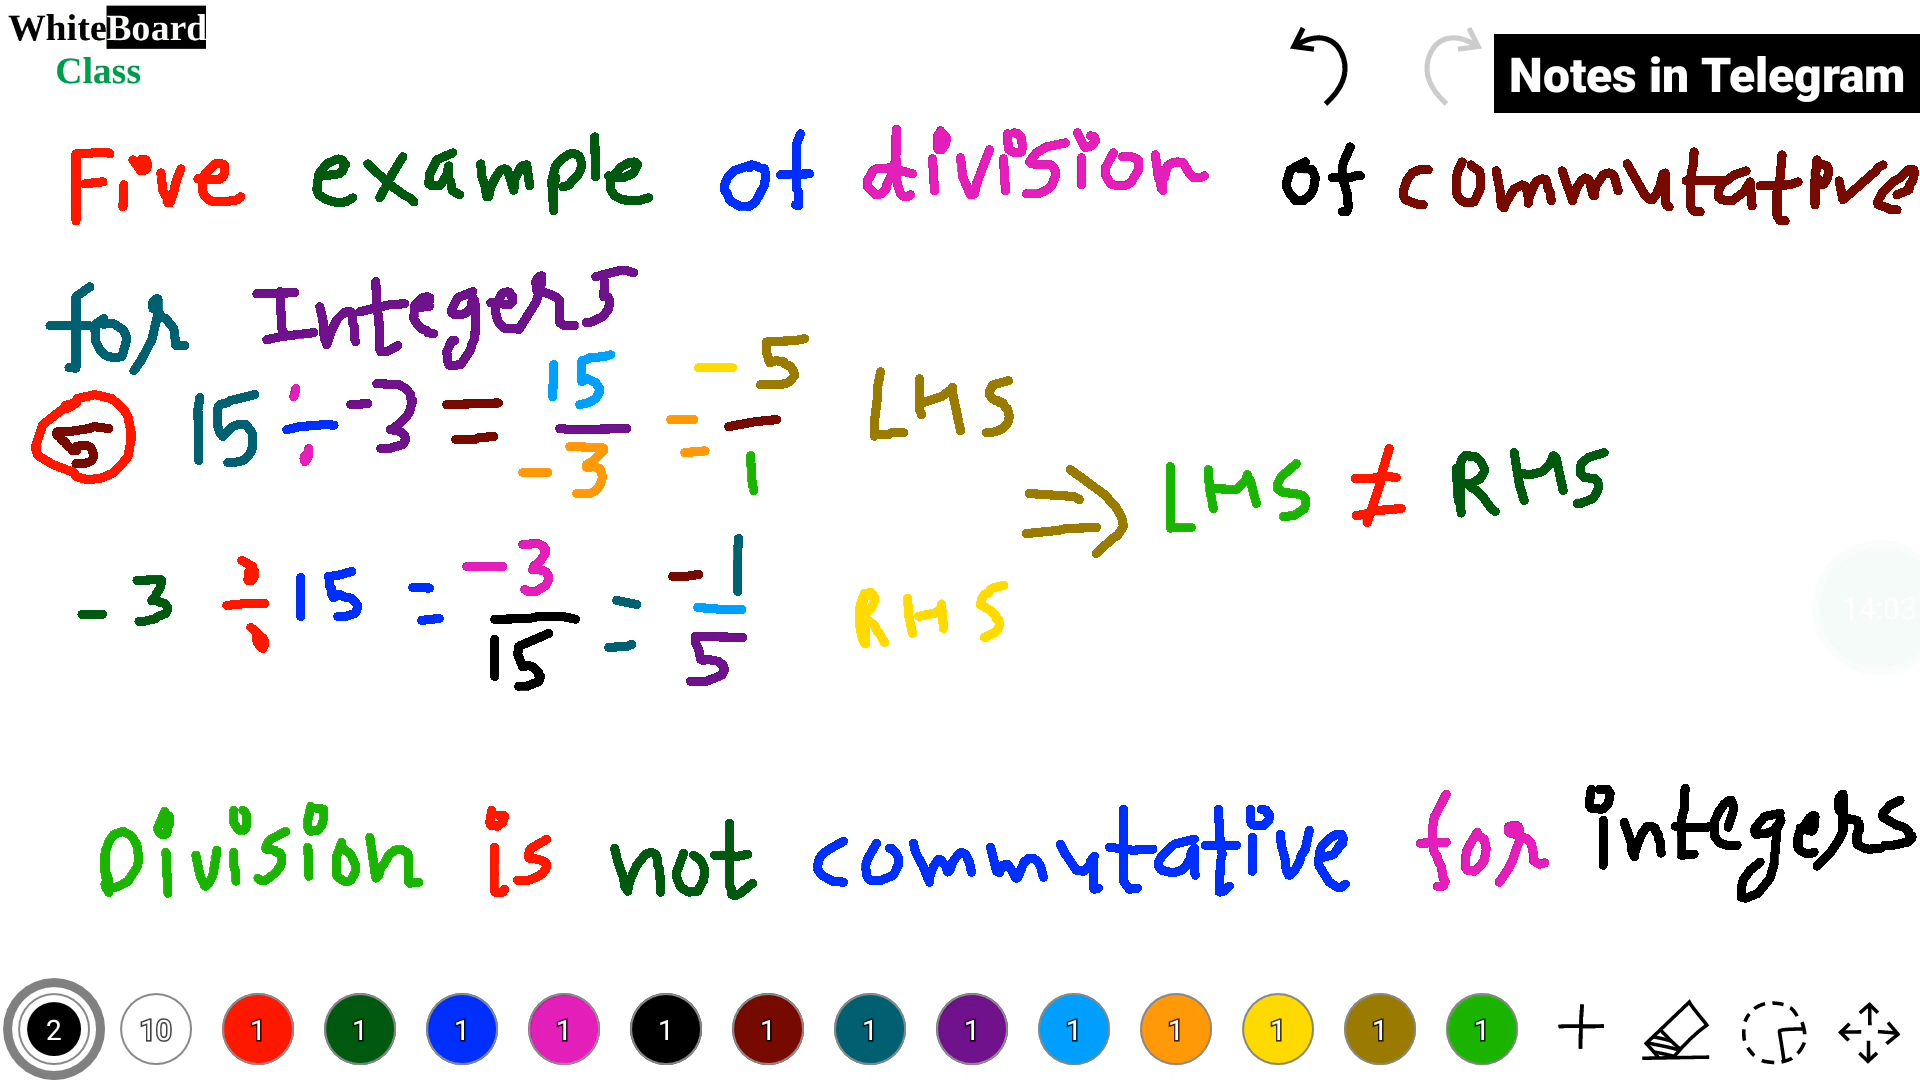 WhiteBoard
Class
Notes in Telegram
Five example of division of commutative
for Integers
5 15 ÷ -3 = 15/-3 = -5/1 LHS
⇒ LHS ≠ RHS
-3 ÷ 15 = -3/15 = -1/5 RHS
14:03
Division is not commutative for integers
2 10 1 1 1 1 1 1 1 1 1 1 1 1 1